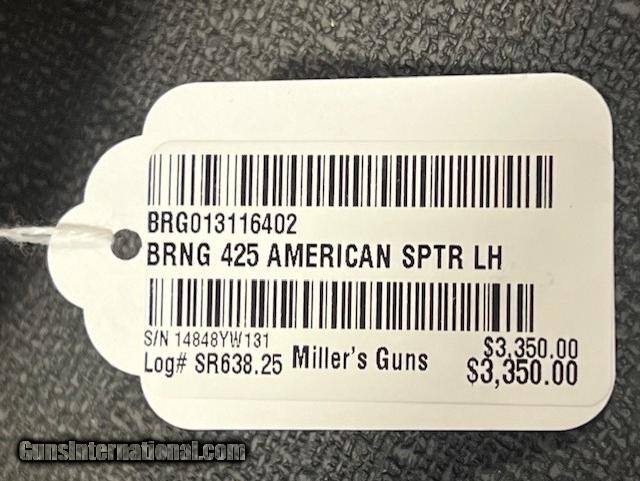 BRG013116402
BRNG 425 AMERICAN SPTR LH
S/N 14848YW131
$3,350.00
Log# SR638.25 Miller's Guns $3,350.00
GunsInternational.com